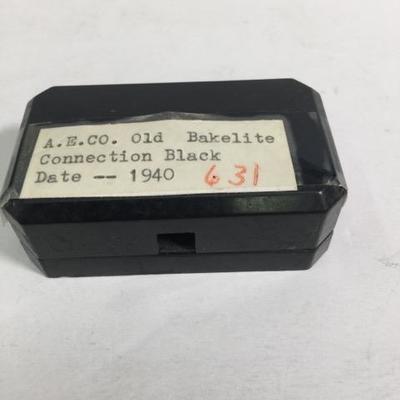 A.E.CO. Old Bakelite
Connection Black
Date -- 1940 631